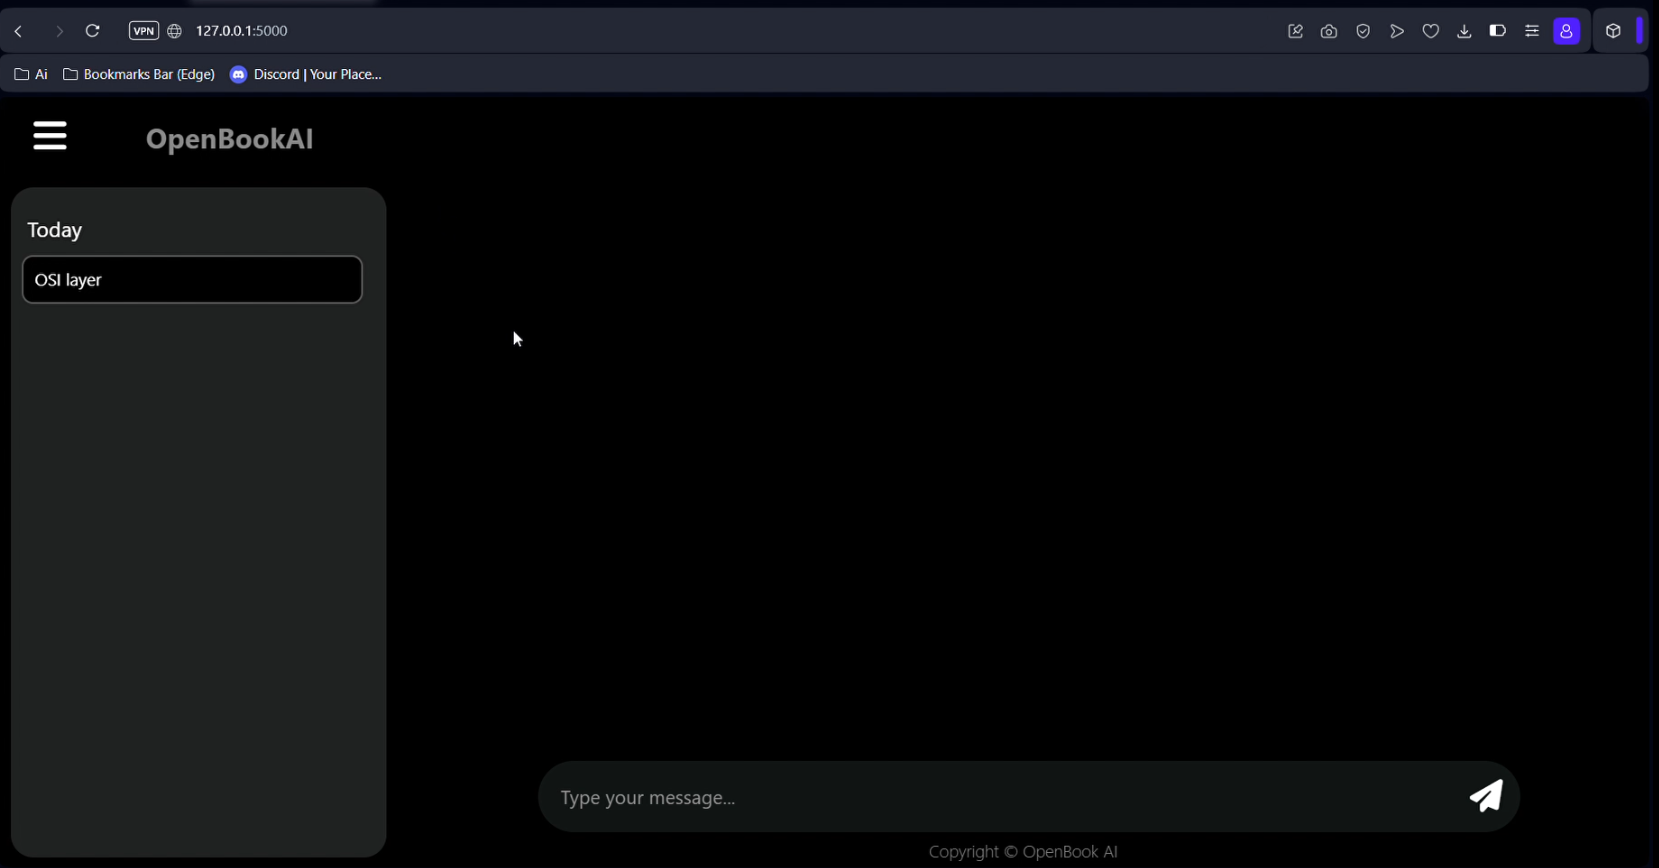 VPN 127.0.0.1:5000
Ai Bookmarks Bar (Edge) Discord | Your Place...
OpenBookAI
Today
OSI layer
Type your message...
Copyright © OpenBook AI